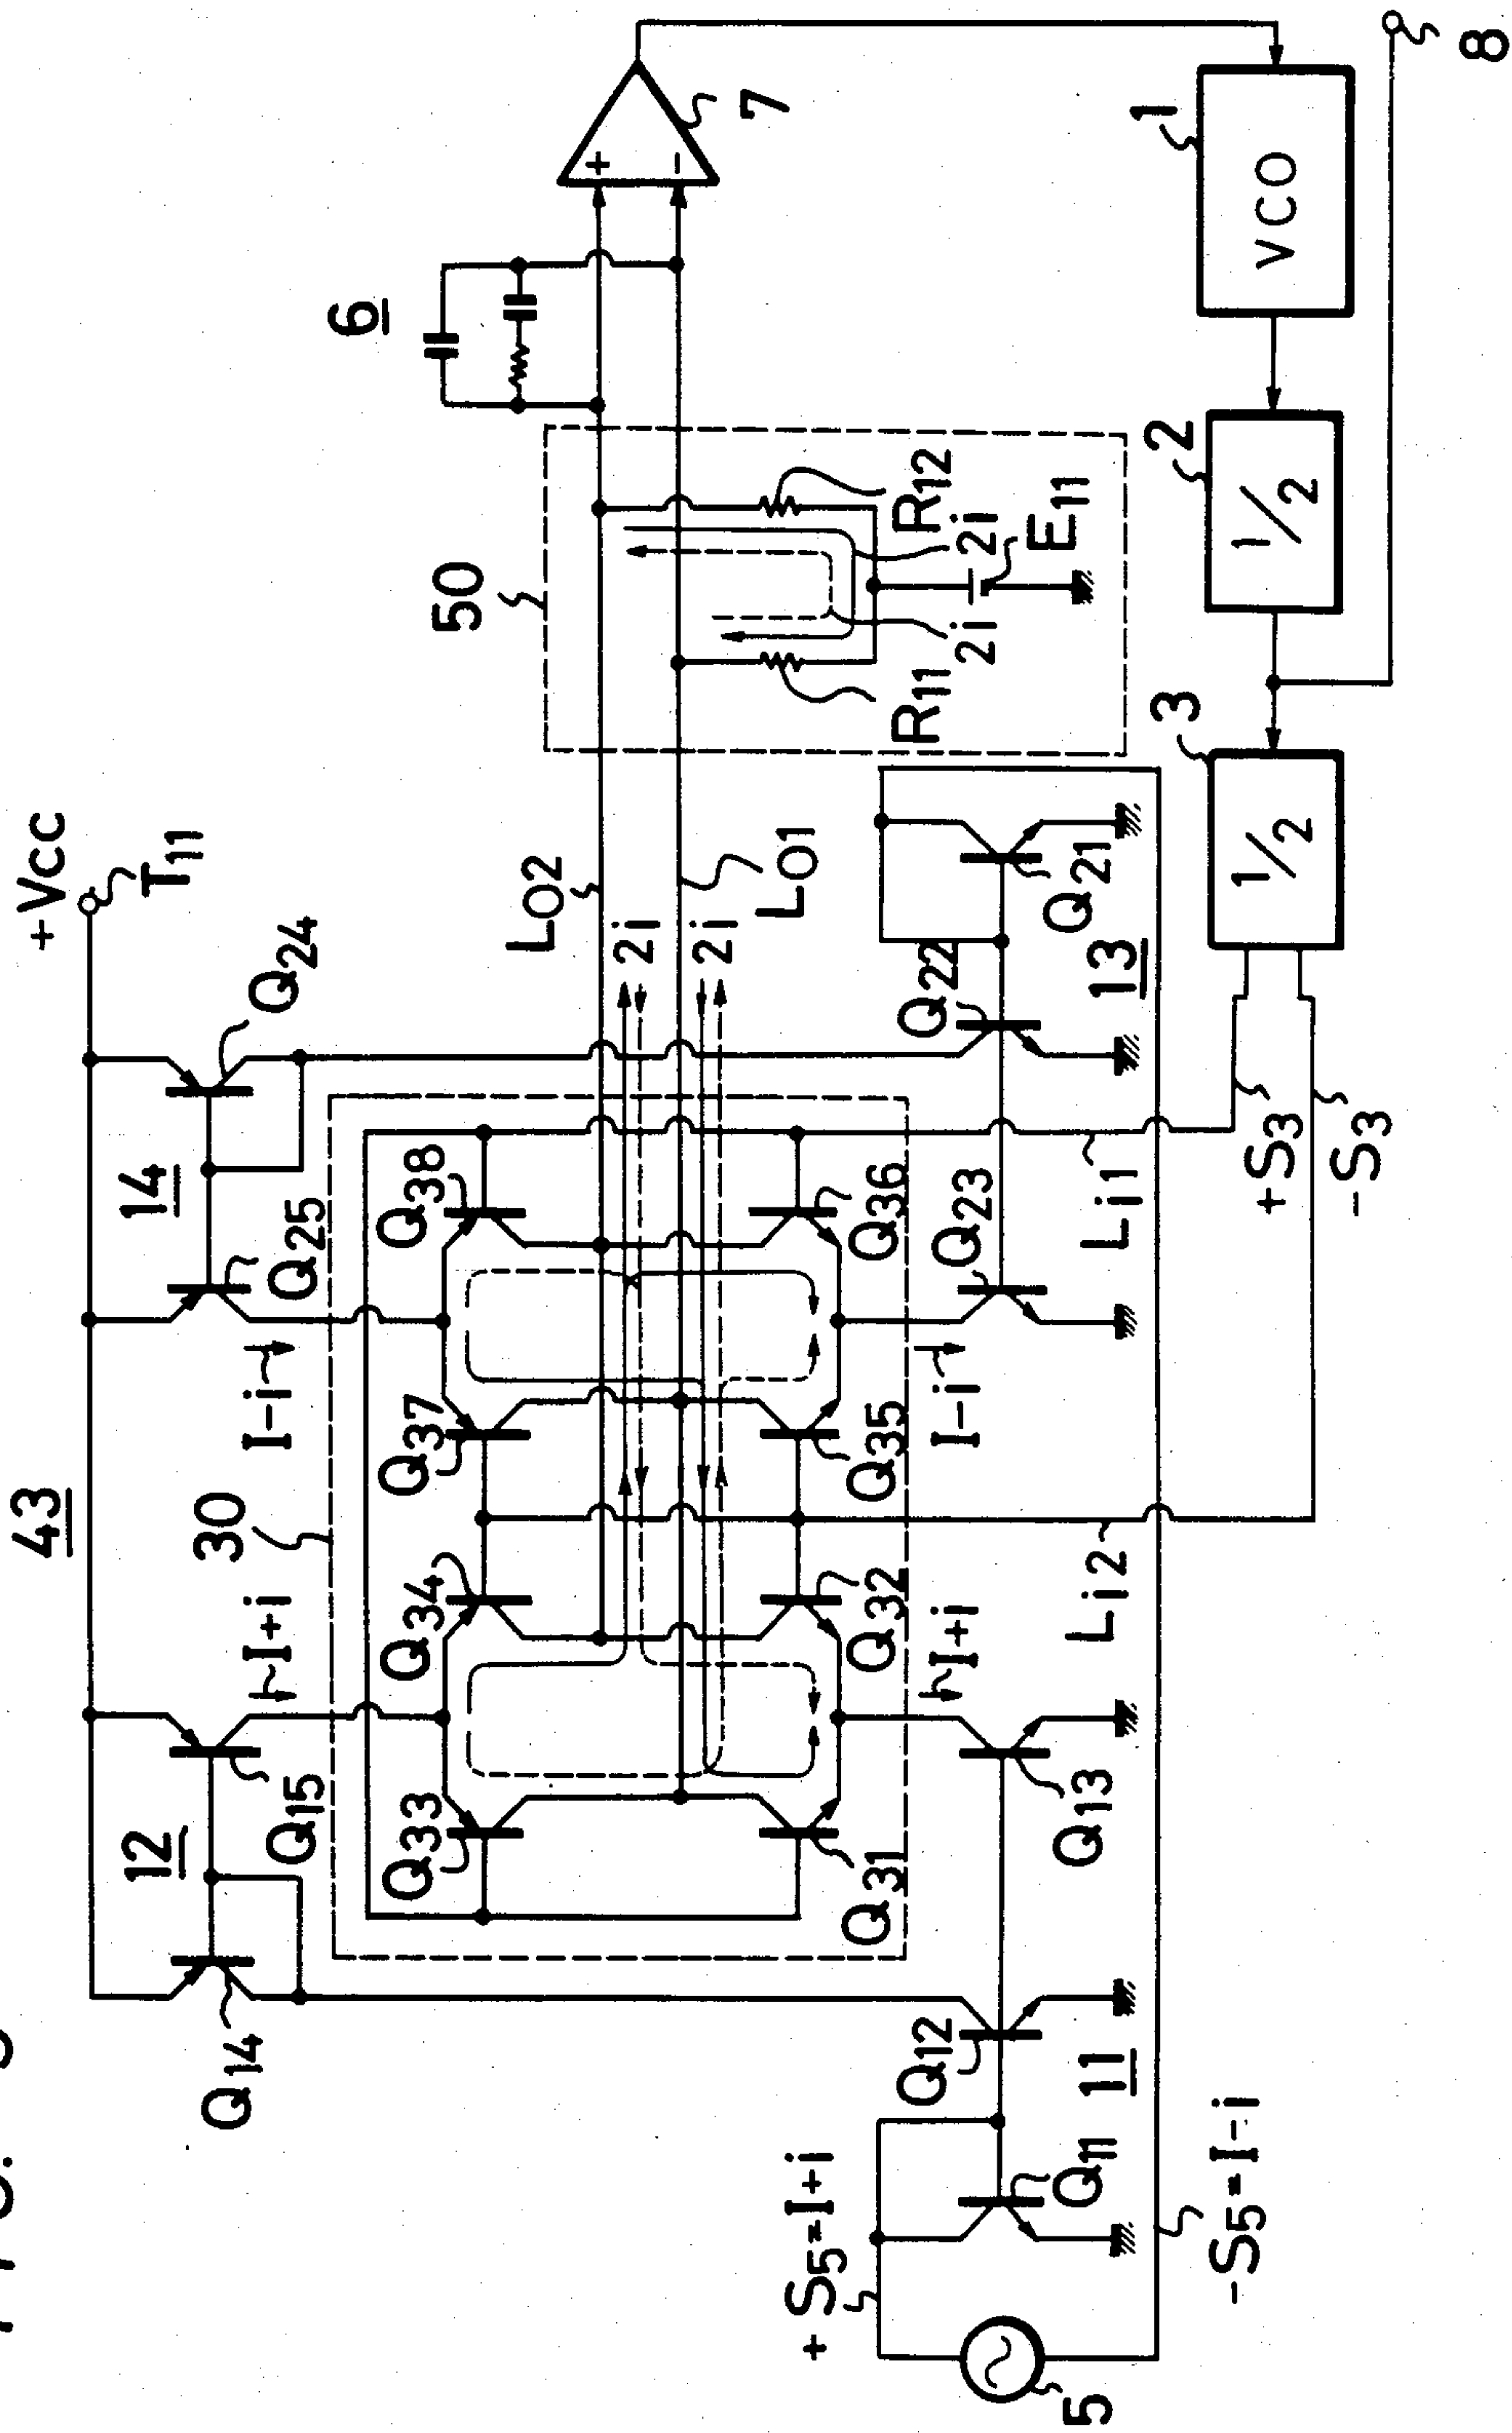 43
+Vcc
T11
12
Q14
Q15
I+i
I-i
14
Q25
Q24
30
Q33
Q34
Q37
Q38
Q31
Q32
Q35
Q36
LO2
2i
2i
LO1
50
R11
R12
2i
2i
E11
6
+
-
7
I+i
I-i
+S5=I+i
Q11
Q12
11
Q13
Q23
Q22
Q21
13
5
-S5=I-i
Li2
Li1
+S3
-S3
3
1/2
2
1/2
1
VCO
8